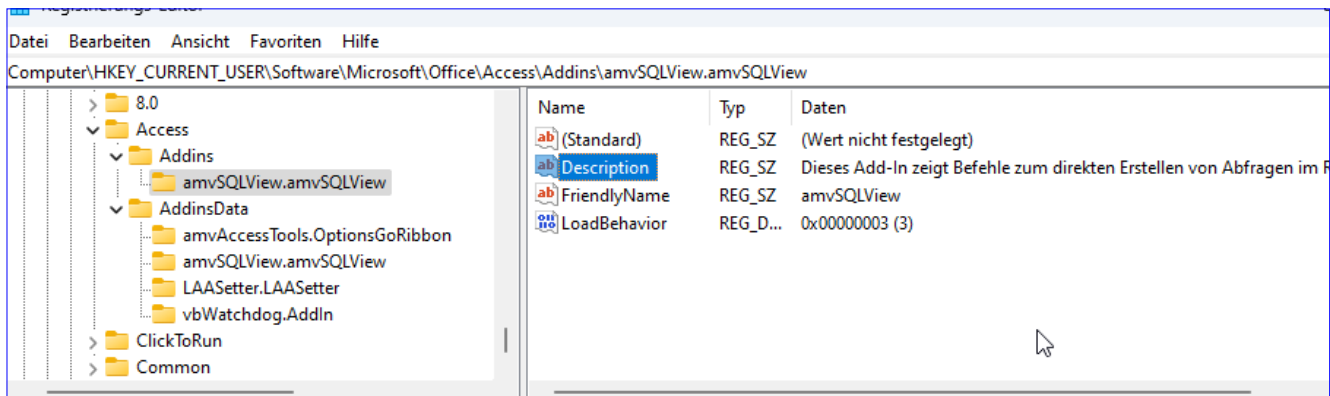 Datei Bearbeiten Ansicht Favoriten Hilfe
Computer\HKEY_CURRENT_USER\Software\Microsoft\Office\Access\Addins\amvSQLView.amvSQLView
8.0
Access
Addins
amvSQLView.amvSQLView
AddinsData
amvAccessTools.OptionsGoRibbon
amvSQLView.amvSQLView
LAASetter.LAASetter
vbWatchdog.AddIn
ClickToRun
Common
Name Typ Daten
(Standard) REG_SZ (Wert nicht festgelegt)
Description REG_SZ Dieses Add-In zeigt Befehle zum direkten Erstellen von Abfragen im
FriendlyName REG_SZ amvSQLView
LoadBehavior REG_D... 0x00000003 (3)